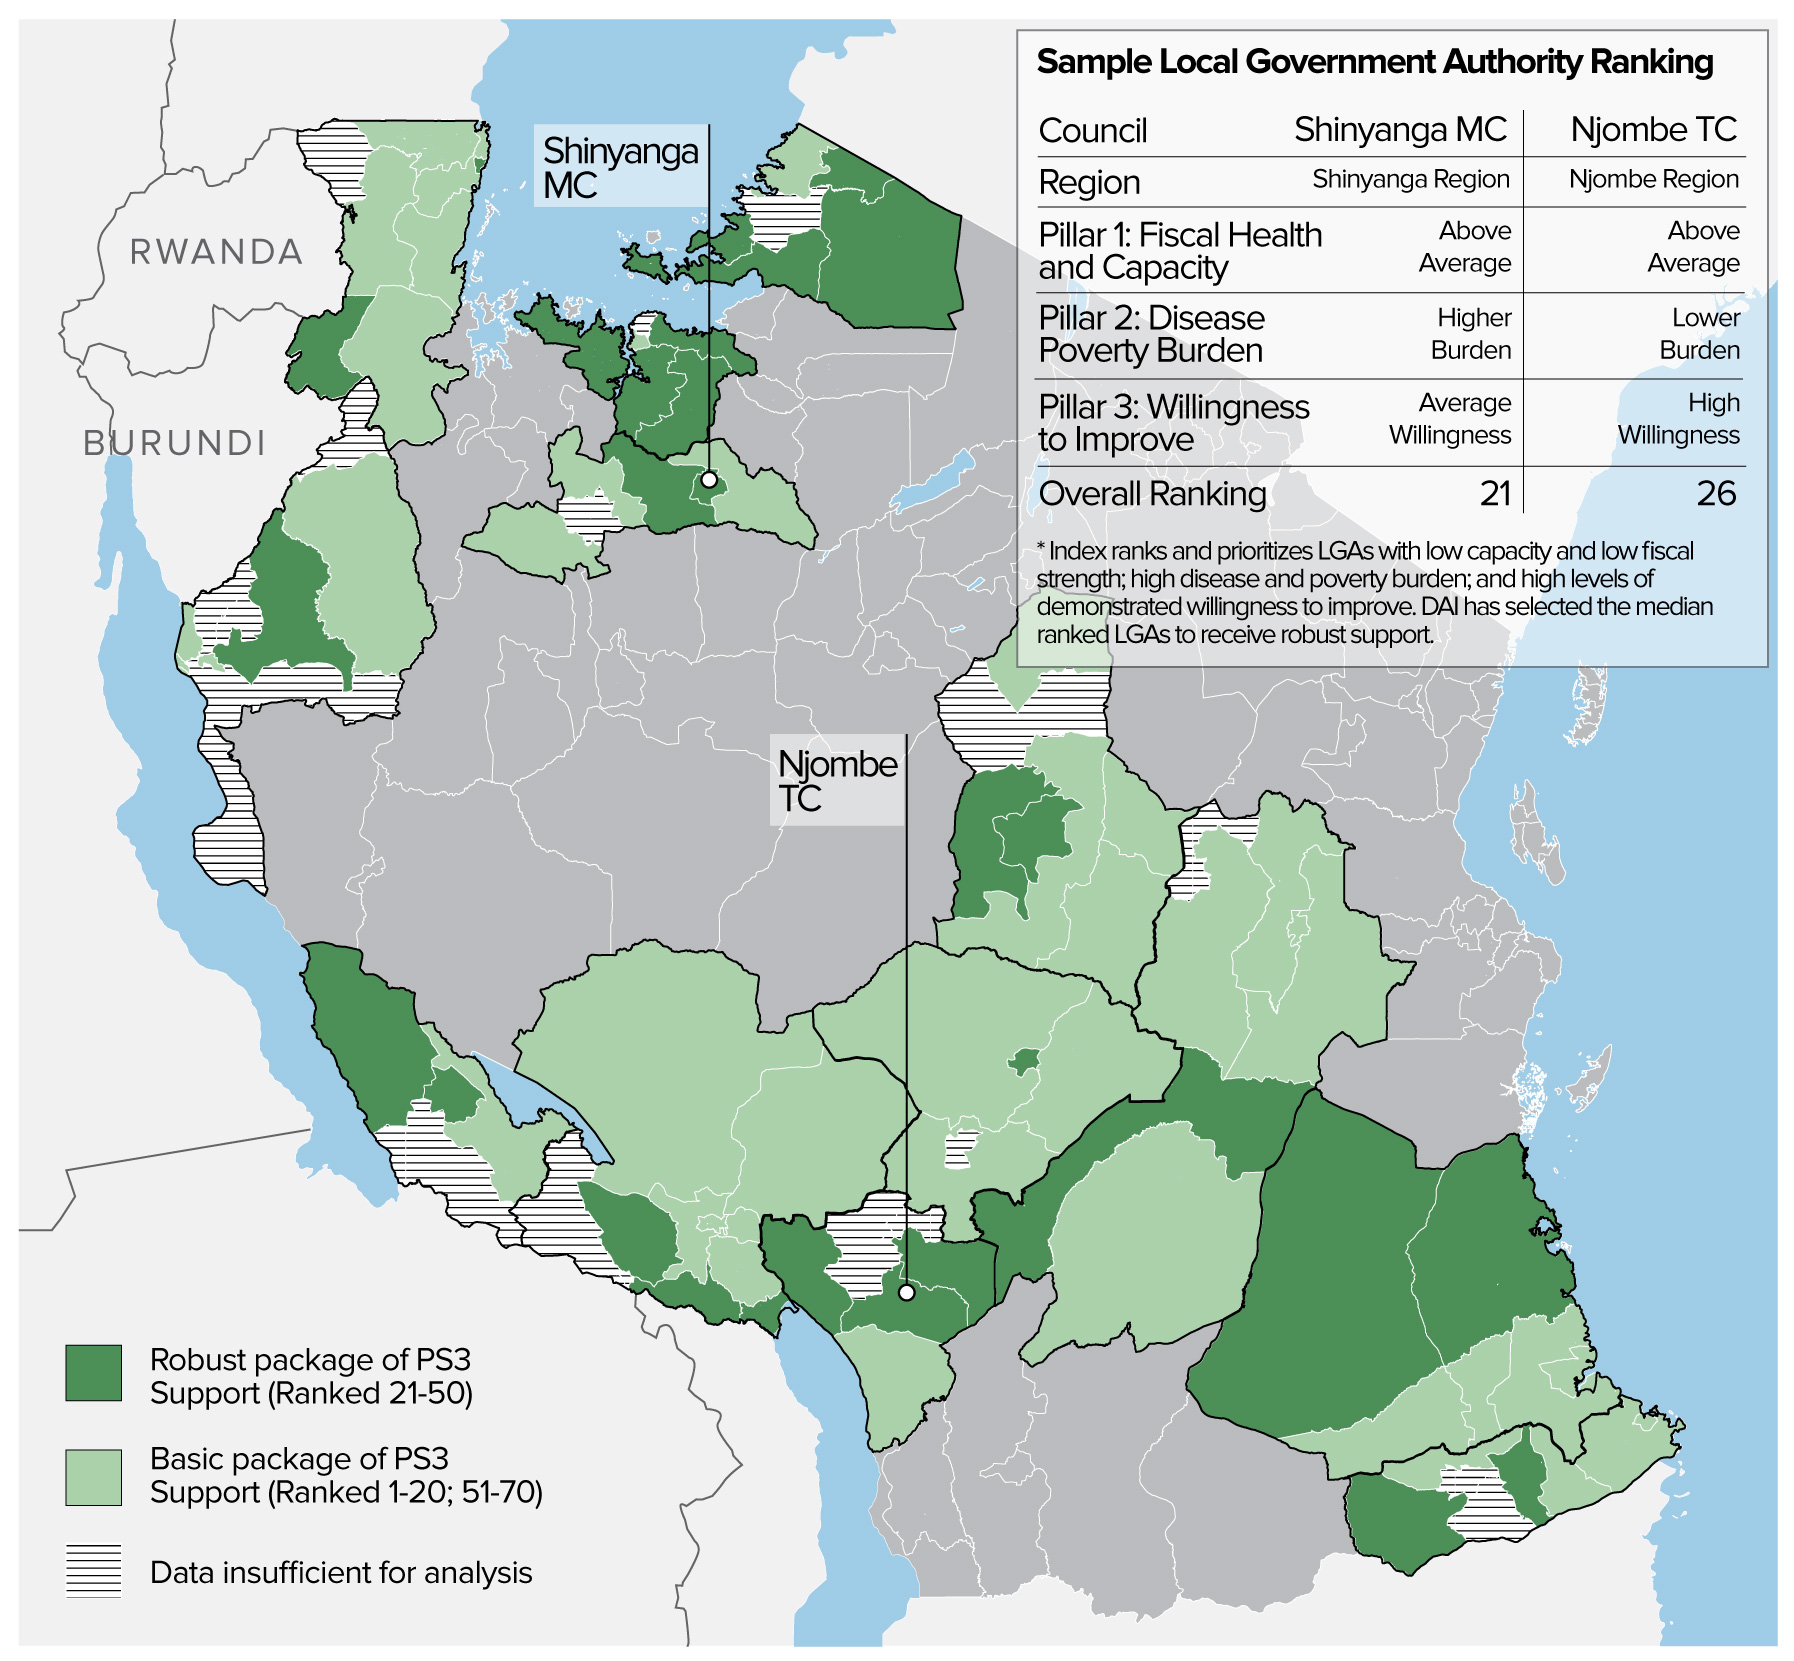 Sample Local Government Authority Ranking
Council Shinyanga MC Njombe TC
Region Shinyanga Region Njombe Region
Pillar 1: Fiscal Health
and Capacity
Above
Average
Above
Average
Pillar 2: Disease
Poverty Burden
Higher
Burden
Lower
Burden
Pillar 3: Willingness
to Improve
Average
Willingness
High
Willingness
Overall Ranking 21 26
* Index ranks and prioritizes LGAs with low capacity and low fiscal
strength; high disease and poverty burden; and high levels of
demonstrated willingness to improve. DAI has selected the median
ranked LGAs to receive robust support.
Shinyanga
MC
RWANDA
BURUNDI
Njombe
TC
Robust package of PS3
Support (Ranked 21-50)
Basic package of PS3
Support (Ranked 1-20; 51-70)
Data insufficient for analysis